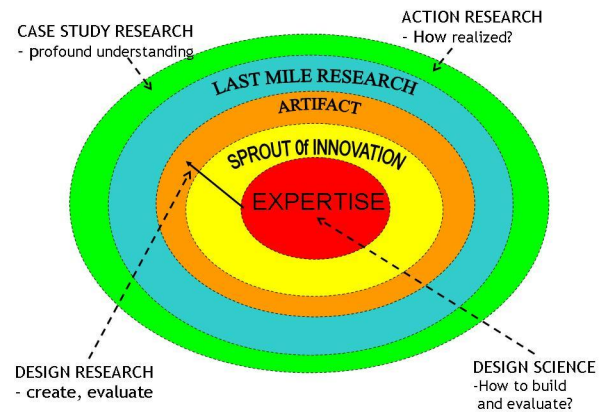 CASE STUDY RESEARCH
- profound understanding
ACTION RESEARCH
- How realized?
LAST MILE RESEARCH
ARTIFACT
SPROUT of INNOVATION
EXPERTISE
DESIGN RESEARCH
- create, evaluate
DESIGN SCIENCE
-How to build
and evaluate?